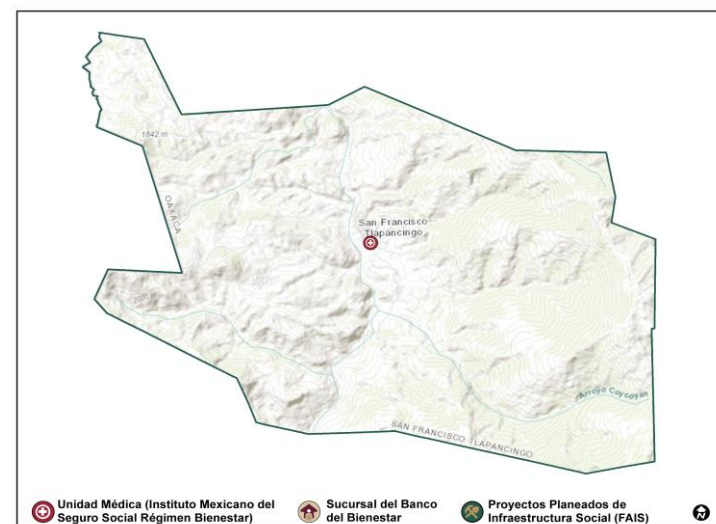 1842 m
OAXACA
San Francisco
Tlapancingo
Arroyo Coycoyan
SAN FRANCISCO TLAPANCINGO
Unidad Médica (Instituto Mexicano del
Seguro Social Régimen Bienestar)
Sucursal del Banco
del Bienestar
Proyectos Planeados de
Infraestructura Social (FAIS)